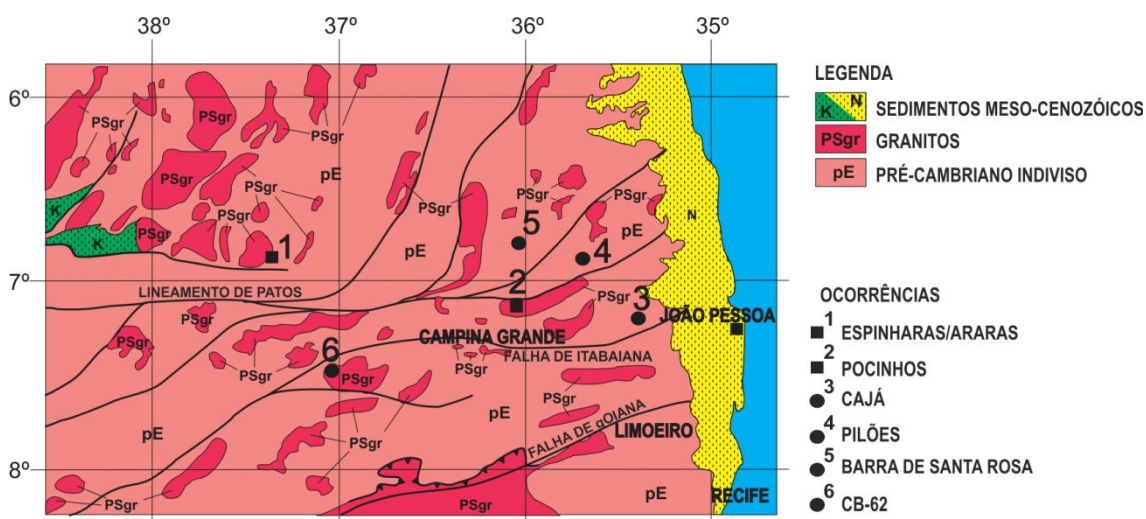 38º 37º 36º 35º
6º
7º
8º
PSgr
PSgr
PSgr
pE
PSgr
PSgr
PSgr
PSgr
PSgr
PSgr
K
K
PSgr
1
pE
5
4
pE
N
2
LINEAMENTO DE PATOS
PSgr
3
JOÃO PESSOA
CAMPINA GRANDE
PSgr
PSgr
FALHA DE ITABAIANA
6
PSgr
PSgr
PSgr
pE
PSgr
pE
FALHA DE gOIANA
LIMOEIRO
PSgr
PSgr
PSgr
pE
RECIFE
LEGENDA
K N SEDIMENTOS MESO-CENOZÓICOS
PSgr GRANITOS
pE PRÉ-CAMBRIANO INDIVISO
OCORRÊNCIAS
1 ESPINHARAS/ARARAS
2 POCINHOS
3 CAJÁ
4 PILÕES
5 BARRA DE SANTA ROSA
6 CB-62